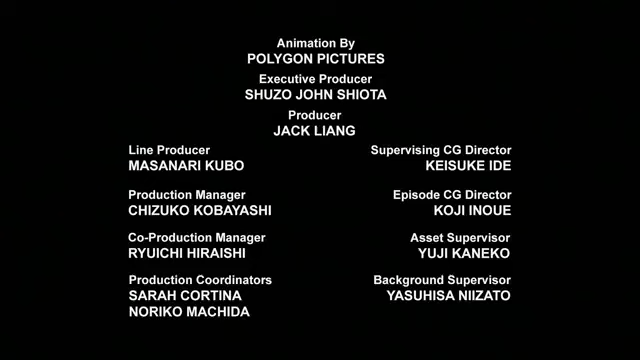 Animation By
POLYGON PICTURES
Executive Producer
SHUZO JOHN SHIOTA
Producer
JACK LIANG
Line Producer
MASANARI KUBO
Production Manager
CHIZUKO KOBAYASHI
Co-Production Manager
RYUICHI HIRAISHI
Production Coordinators
SARAH CORTINA
NORIKO MACHIDA
Supervising CG Director
KEISUKE IDE
Episode CG Director
KOJI INOUE
Asset Supervisor
YUJI KANEKO
Background Supervisor
YASUHISA NIIZATO